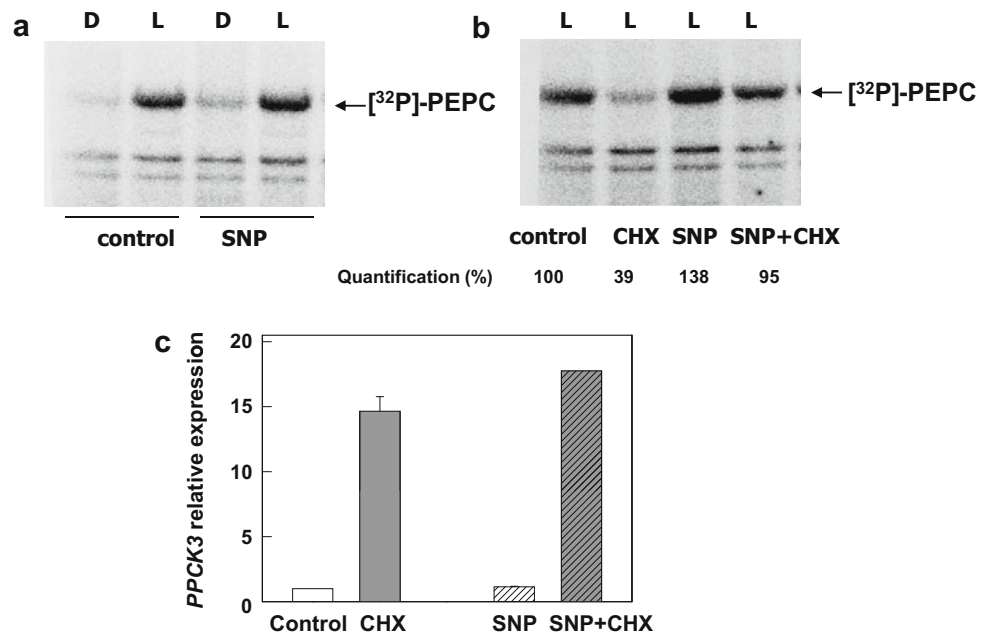 a
D L D L
[³²P]-PEPC
control SNP
b
L L L L
[³²P]-PEPC
control CHX SNP SNP+CHX
Quantification (%) 100 39 138 95
c
PPCK3 relative expression
20
15
10
5
0
Control CHX SNP SNP+CHX